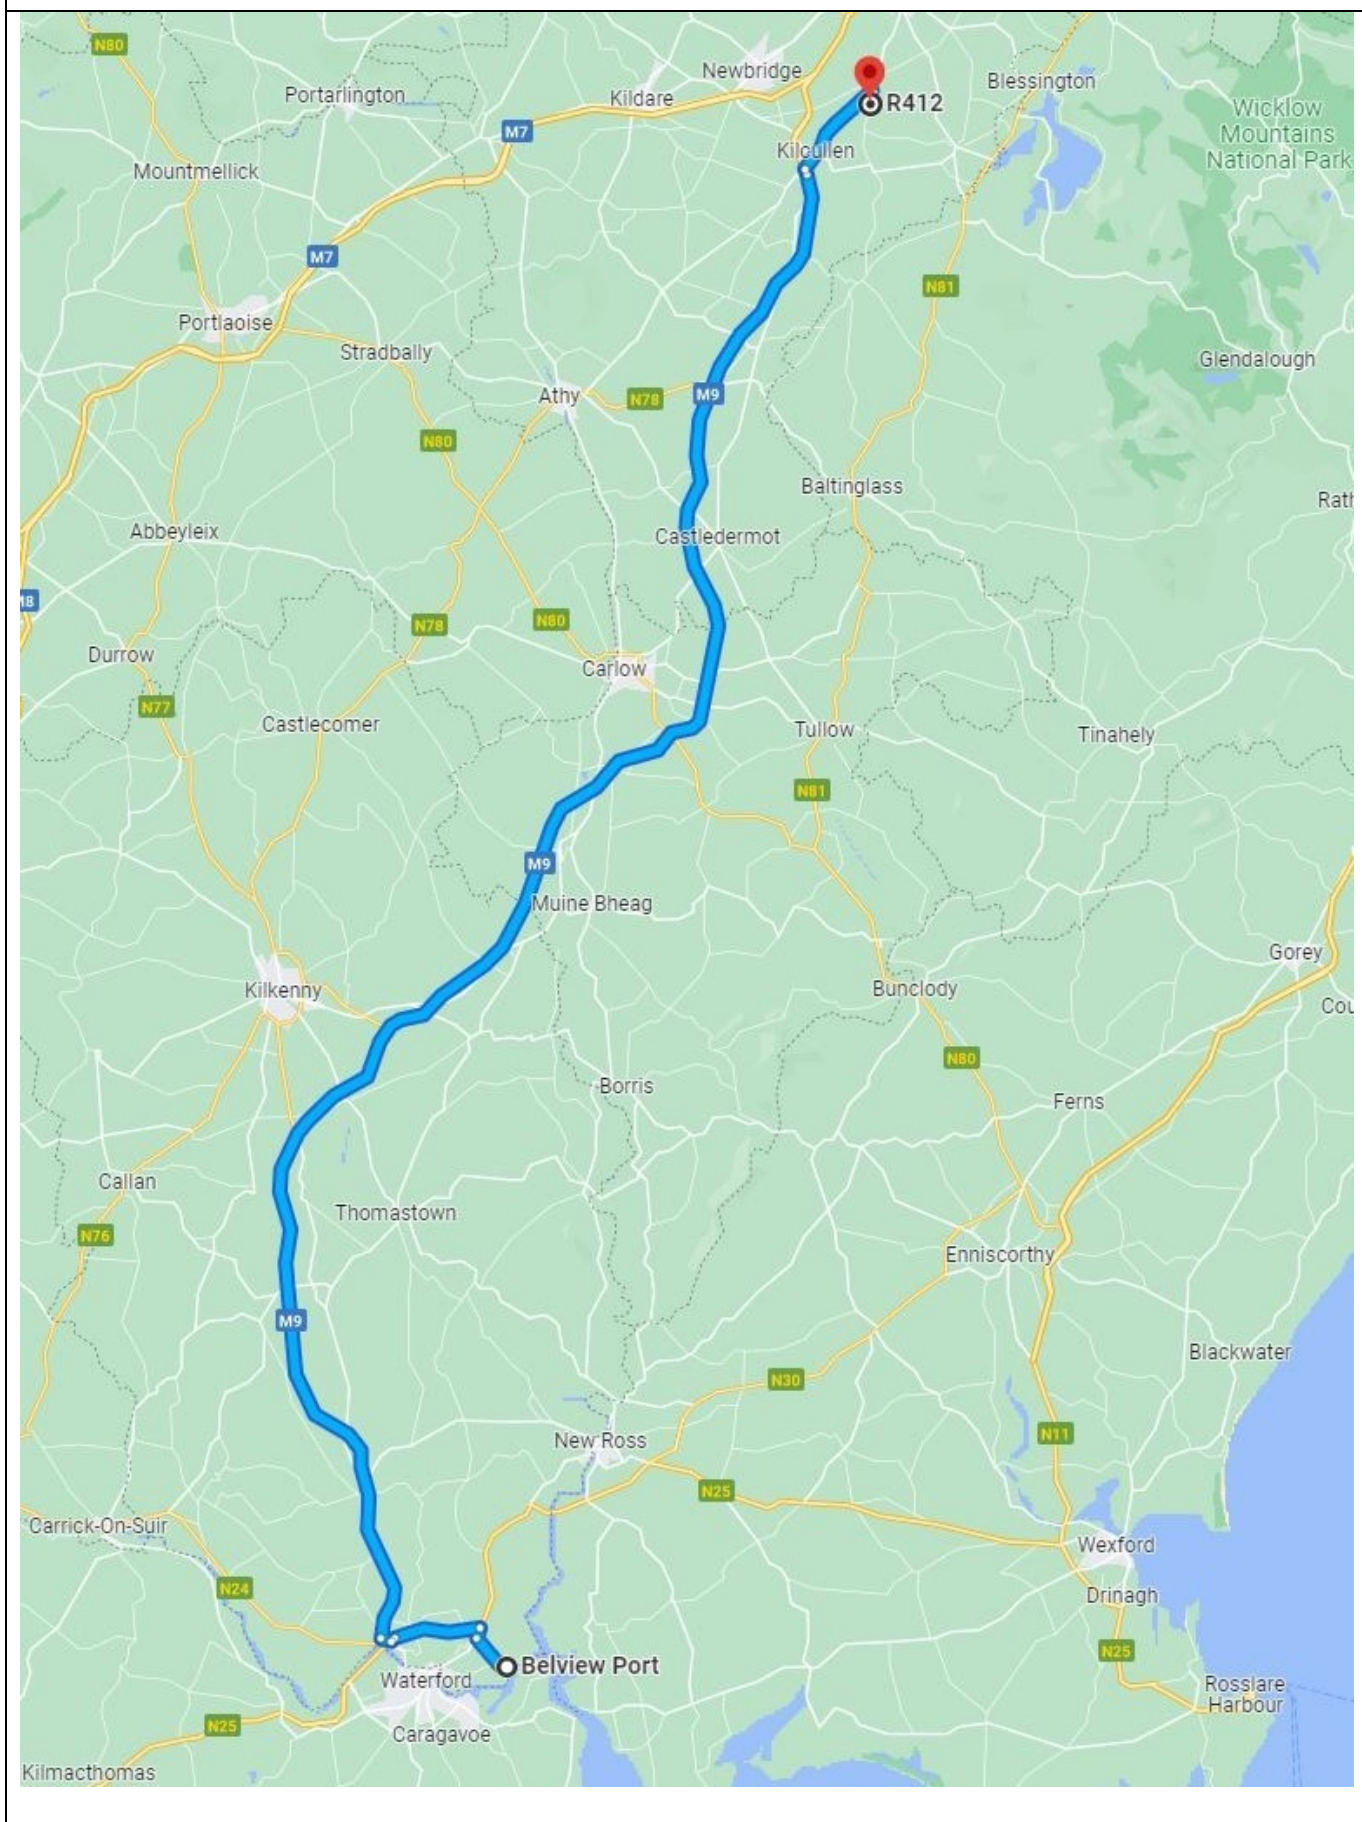 N80
Portarlington
Newbridge
Kildare
Blessington
R412
Wicklow
Mountains
National Park
M7
Kilcullen
Mountmellick
M7
N81
Portlaoise
Stradbally
Glendalough
Athy
N78
M9
N80
Baltinglass
Rath
Abbeyleix
Castledermot
M8
N78
N80
Durrow
Carlow
N77
Castlecomer
Tullow
Tinahely
N81
M9
Muine Bheag
Gorey
Kilkenny
Bunclody
Cou
N80
Borris
Ferns
Callan
Thomastown
N76
Enniscorthy
M9
Blackwater
N30
New Ross
N11
N25
Carrick-On-Suir
Wexford
N24
Drinagh
Belview Port
N25
Waterford
Rosslare
Harbour
N25
Caragavoe
Kilmacthomas